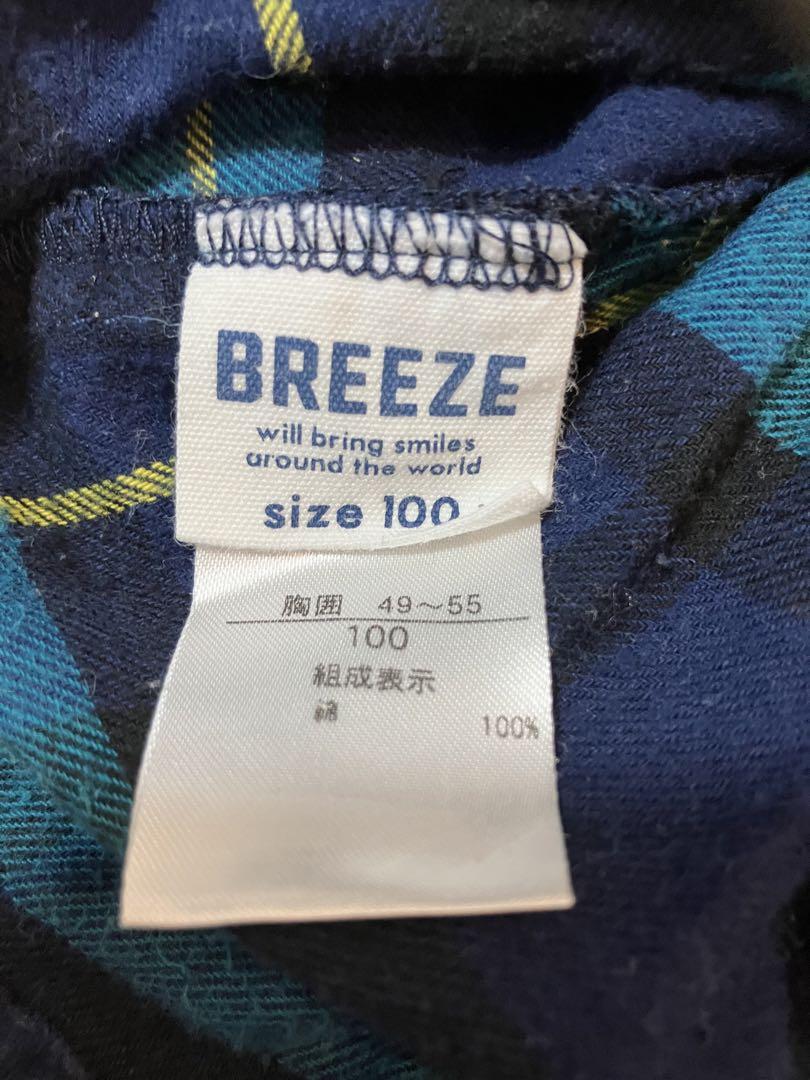 BREEZE
will bring smiles
around the world
size 100
胸囲 49～55
100
組成表示
綿 100%